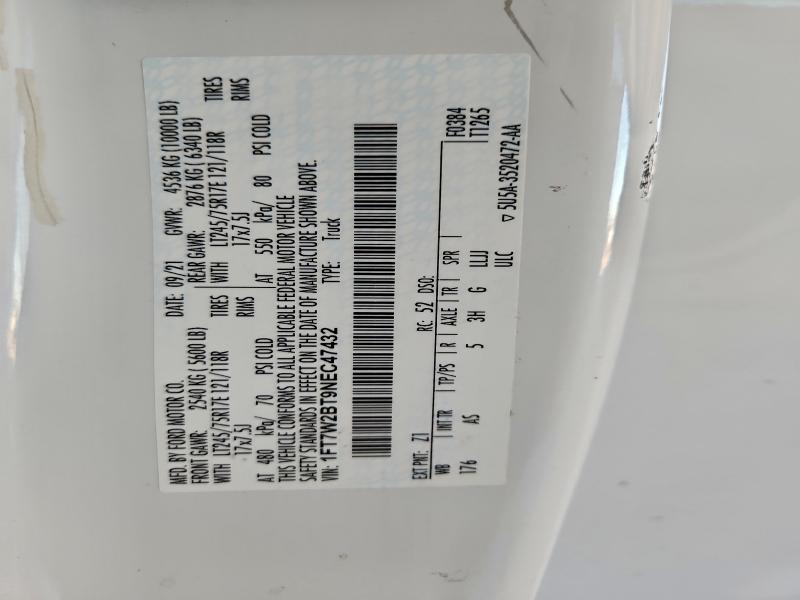 MFD. BY FORD MOTOR CO. DATE: 09/21 GVWR: 4536 KG (10000 LB)
FRONT GAWR: 2540 KG ( 5600 LB) REAR GAWR: 2876 KG ( 6340 LB)
WITH LT245/75R17E 121/118R TIRES WITH LT245/75R17E 121/118R TIRES
17x7.5J RIMS 17x7.5J RIMS
AT 480 kPa/ 70 PSI COLD AT 550 kPa/ 80 PSI COLD
THIS VEHICLE CONFORMS TO ALL APPLICABLE FEDERAL MOTOR VEHICLE
SAFETY STANDARDS IN EFFECT ON THE DATE OF MANUFACTURE SHOWN ABOVE.
VIN: 1FT7W2BT9NEC47432 TYPE: Truck
EXT PNT: Z1 RC: 52 DSO: F0384
WB INT TR TP/PS R AXLE TR SPR T1265
176 AS 5 3H G LLJJ
ULC ▽ 5U5A-3520472-AA